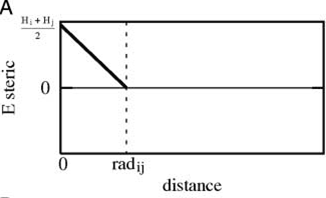 A
Hi + Hj
2
E steric
0
0
radij
distance